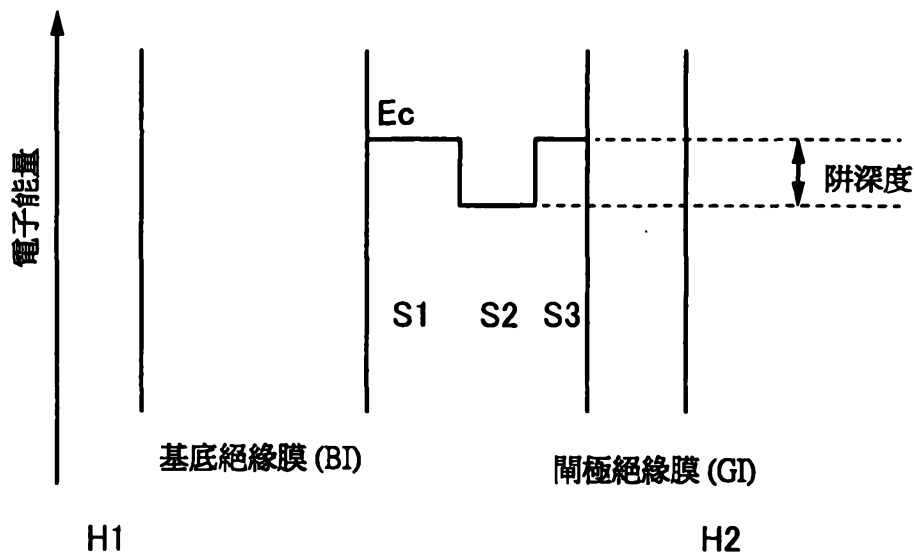 電子能量
Ec
阱深度
S1 S2 S3
基底絕緣膜 (BI)
閘極絕緣膜 (GI)
H1
H2